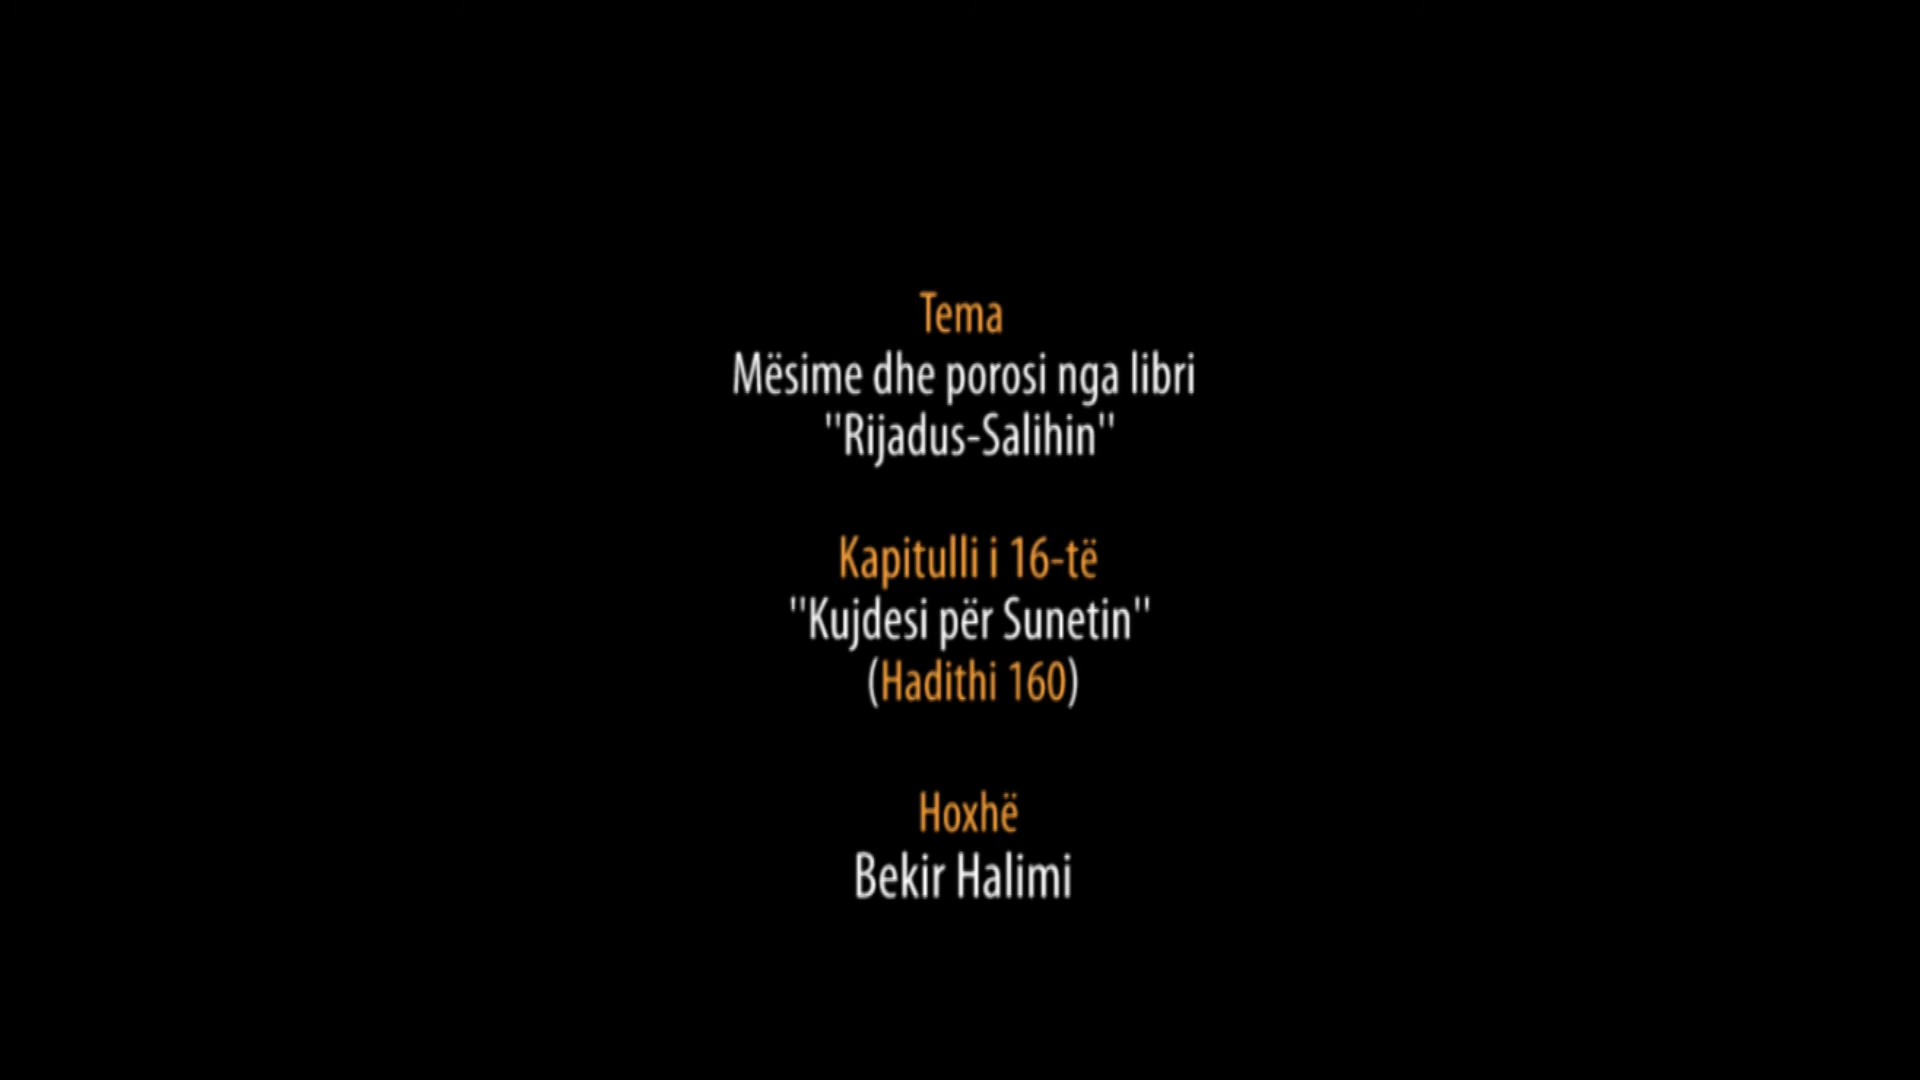 Tema
Mësime dhe porosi nga libri
"Rijadus-Salihin"
Kapitulli i 16-të
"Kujdesi për Sunetin"
(Hadithi 160)
Hoxhë
Bekir Halimi